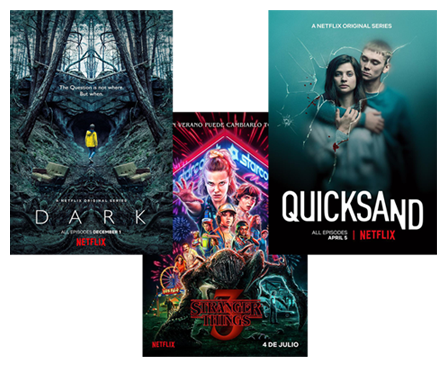 The Question is not where.
But when.
A NETFLIX ORIGINAL SERIES
DARK
ALL EPISODES DECEMBER 1
NETFLIX
VERANO PUEDE CAMBIARLO
STRANGER
3
THINGS
NETFLIX
4 DE JULIO
A NETFLIX ORIGINAL SERIES
QUICKSAND
ALL EPISODES
APRIL 5 | NETFLIX